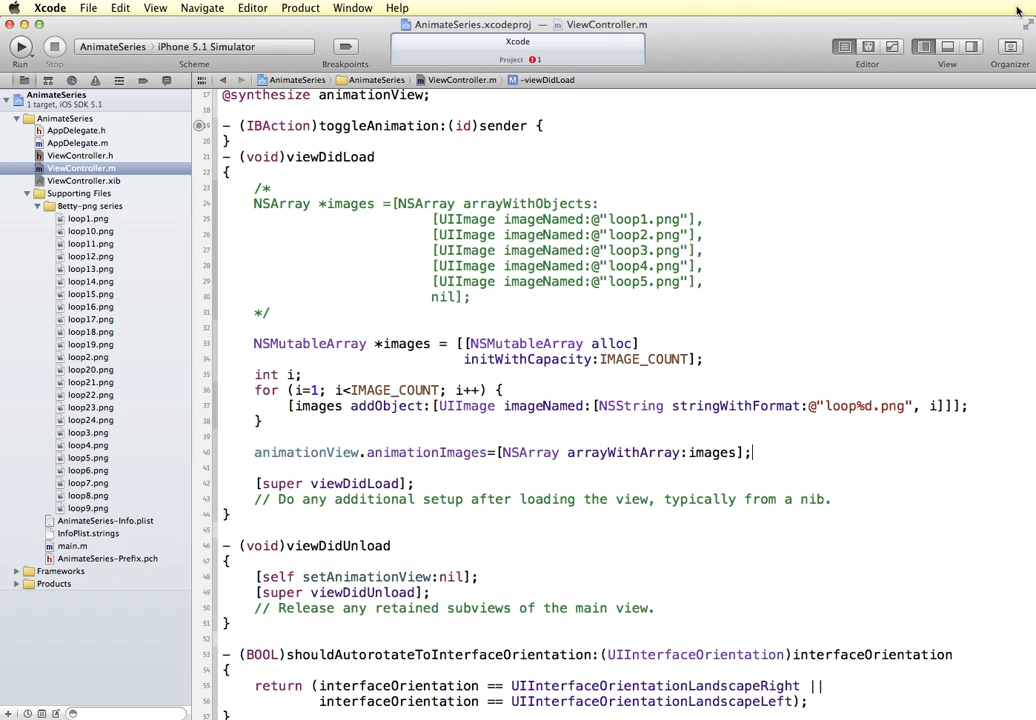 Xcode File Edit View Navigate Editor Product Window Help
AnimateSeries.xcodeproj — ViewController.m
AnimateSeries iPhone 5.1 Simulator
Xcode
Project 1
Run Stop Scheme Breakpoints Editor View Organizer
AnimateSeries AnimateSeries ViewController.m M -viewDidLoad
AnimateSeries
1 target, iOS SDK 5.1
AnimateSeries
h AppDelegate.h
m AppDelegate.m
h ViewController.h
m ViewController.m
ViewController.xib
Supporting Files
Betty-png series
loop1.png
loop10.png
loop11.png
loop12.png
loop13.png
loop14.png
loop15.png
loop16.png
loop17.png
loop18.png
loop19.png
loop2.png
loop20.png
loop21.png
loop22.png
loop23.png
loop24.png
loop3.png
loop4.png
loop5.png
loop6.png
loop7.png
loop8.png
loop9.png
AnimateSeries-Info.plist
InfoPlist.strings
m main.m
h AnimateSeries-Prefix.pch
Frameworks
Products
17 @synthesize animationView;
18
19 - (IBAction)toggleAnimation:(id)sender {
20 }
21 - (void)viewDidLoad
22 {
23 /*
24 NSArray *images =[NSArray arrayWithObjects:
25 [UIImage imageNamed:@"loop1.png"],
26 [UIImage imageNamed:@"loop2.png"],
27 [UIImage imageNamed:@"loop3.png"],
28 [UIImage imageNamed:@"loop4.png"],
29 [UIImage imageNamed:@"loop5.png"],
30 nil];
31 */
32
33 NSMutableArray *images = [[NSMutableArray alloc]
34 initWithCapacity:IMAGE_COUNT];
35 int i;
36 for (i=1; i<IMAGE_COUNT; i++) {
37 [images addObject:[UIImage imageNamed:[NSString stringWithFormat:@"loop%d.png", i]]];
38 }
39
40 animationView.animationImages=[NSArray arrayWithArray:images];
41
42 [super viewDidLoad];
43 // Do any additional setup after loading the view, typically from a nib.
44 }
45
46 - (void)viewDidUnload
47 {
48 [self setAnimationView:nil];
49 [super viewDidUnload];
50 // Release any retained subviews of the main view.
51 }
52
53 - (BOOL)shouldAutorotateToInterfaceOrientation:(UIInterfaceOrientation)interfaceOrientation
54 {
55 return (interfaceOrientation == UIInterfaceOrientationLandscapeRight ||
56 interfaceOrientation == UIInterfaceOrientationLandscapeLeft);
57 }